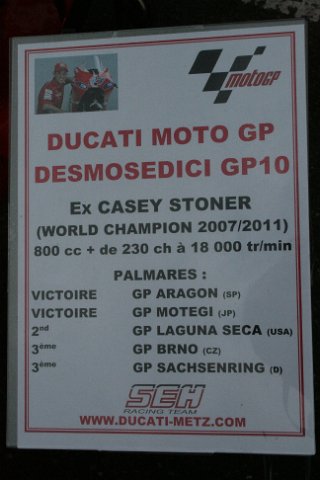 motoGP
DUCATI MOTO GP
DESMOSEDICI GP10
Ex CASEY STONER
(WORLD CHAMPION 2007/2011)
800 cc + de 230 ch à 18 000 tr/min
PALMARES :
VICTOIRE GP ARAGON (SP)
VICTOIRE GP MOTEGI (JP)
2nd GP LAGUNA SECA (USA)
3ème GP BRNO (CZ)
3ème GP SACHSENRING (D)
SEH
RACING TEAM
WWW.DUCATI-METZ.COM